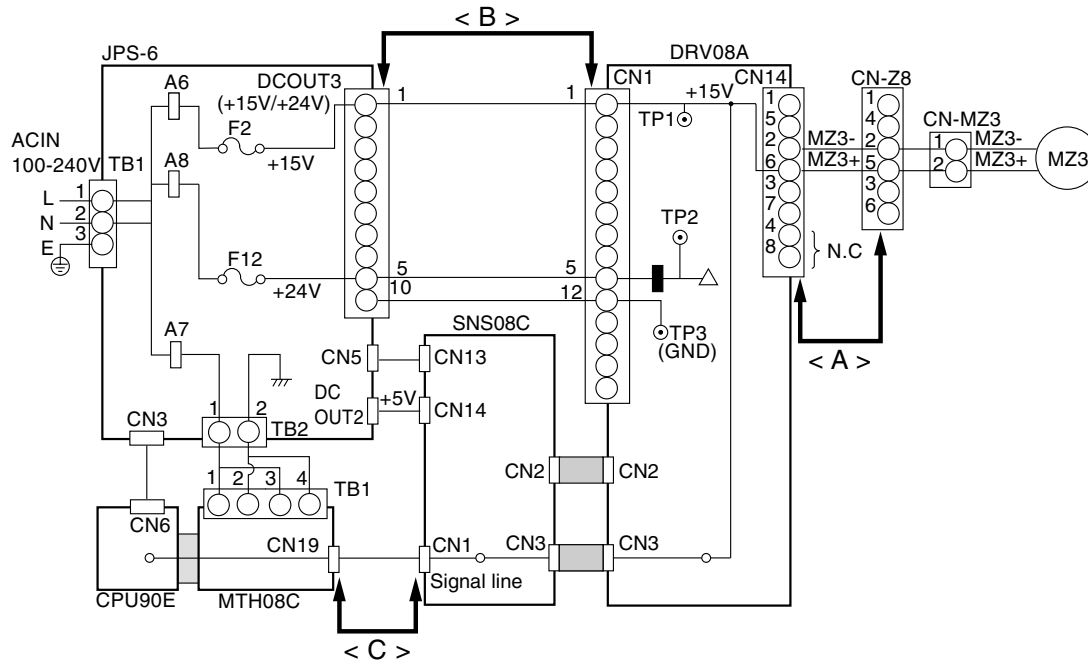 < B >
JPS-6
DRV08A
A6
DCOUT3
(+15V/+24V)
CN1
CN14
CN-Z8
1
1
+15V
1
1
F2
TP1
5
4
CN-MZ3
ACIN
100-240V
TB1
+15V
2
MZ3-
2
1
MZ3-
MZ3
A8
6
MZ3+
5
2
MZ3+
L
1
3
3
N
2
7
6
E
3
TP2
4
8
N.C
F12
5
5
+24V
10
12
TP3
(GND)
< A >
A7
SNS08C
CN5
CN13
1
2
DC
OUT2
+5V
CN14
CN3
TB2
1
2
3
4
TB1
CN2
CN2
CN6
CN19
CN1
CN3
CN3
Signal line
CPU90E
MTH08C
< C >